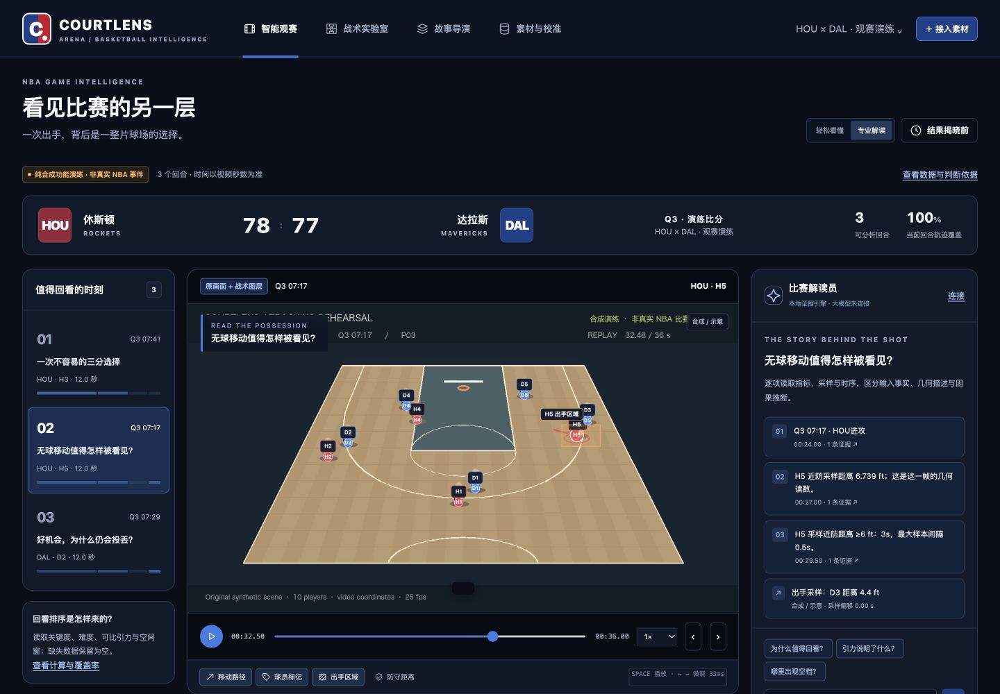 C.
COURTLENS
ARENA / BASKETBALL INTELLIGENCE
智能观赛
战术实验室
故事导演
素材与校准
HOU × DAL · 观赛演练
+ 接入素材
NBA GAME INTELLIGENCE
看见比赛的另一层
一次出手，背后是一整片球场的选择。
轻松看懂
专业解读
结果揭晓前
纯合成功能演练 · 非真实 NBA 事件
3 个回合 · 时间以视频秒数为准
查看数据与判断依据
HOU
休斯顿
ROCKETS
78 : 77
达拉斯
MAVERICKS
DAL
Q3 · 演练比分
HOU × DAL · 观赛演练
3
可分析回合
100%
当前回合轨迹覆盖
值得回看的时刻
3
01
Q3 07:41
一次不容易的三分选择
HOU · H3 · 12.0 秒
02
Q3 07:17
无球移动值得怎样被看见？
HOU · H5 · 12.0 秒
03
Q3 07:29
好机会，为什么仍会投丢？
DAL · D2 · 12.0 秒
回看排序是怎样来的？
读取关键度、难度、可比引力与空间
窗；缺失数据保留为空。
查看计算与覆盖率
原画面 + 战术图层
Q3 07:17
HOU · H5
EHEARSAL
READ THE POSSESSION
无球移动值得怎样被看见？
Q3 07:17 / P03
合成演练 · 非真实 NBA 比赛
合成 / 示意
REPLAY 32.48 / 36 s
D5
D5
D4
D4
H4
H4
H5 出手区域
D3
D3
H5
H5
D2
D2
H2
H2
D1
D1
H1
H1
Original synthetic scene · 10 players · video coordinates · 25 fps
00:32.50
00:36.00
1×
‹
›
移动路径
球员标记
出手区域
防守距离
SPACE 播放 · ← → 微调 33ms
比赛解读员
本地证据引擎 · 大模型未连接
连接
THE STORY BEHIND THE SHOT
无球移动值得怎样被看见？
逐项读取指标、采样与时序，区分输入事实、几何描述与因
果推断。
01
Q3 07:17 · HOU进攻
00:24.00 · 1 条证据 ↗
02
H5 近防采样距离 6.739 ft；这是这一帧的几何
读数。
00:27.00 · 1 条证据 ↗
03
H5 采样近防距离 ≥6 ft：3s，最大样本间隔
0.5s。
00:29.50 · 1 条证据 ↗
↗
出手采样：D3 距离 4.4 ft
合成 / 示意 · 采样偏移 0.00 s
为什么值得回看？
引力说明了什么？
哪里出现空档？